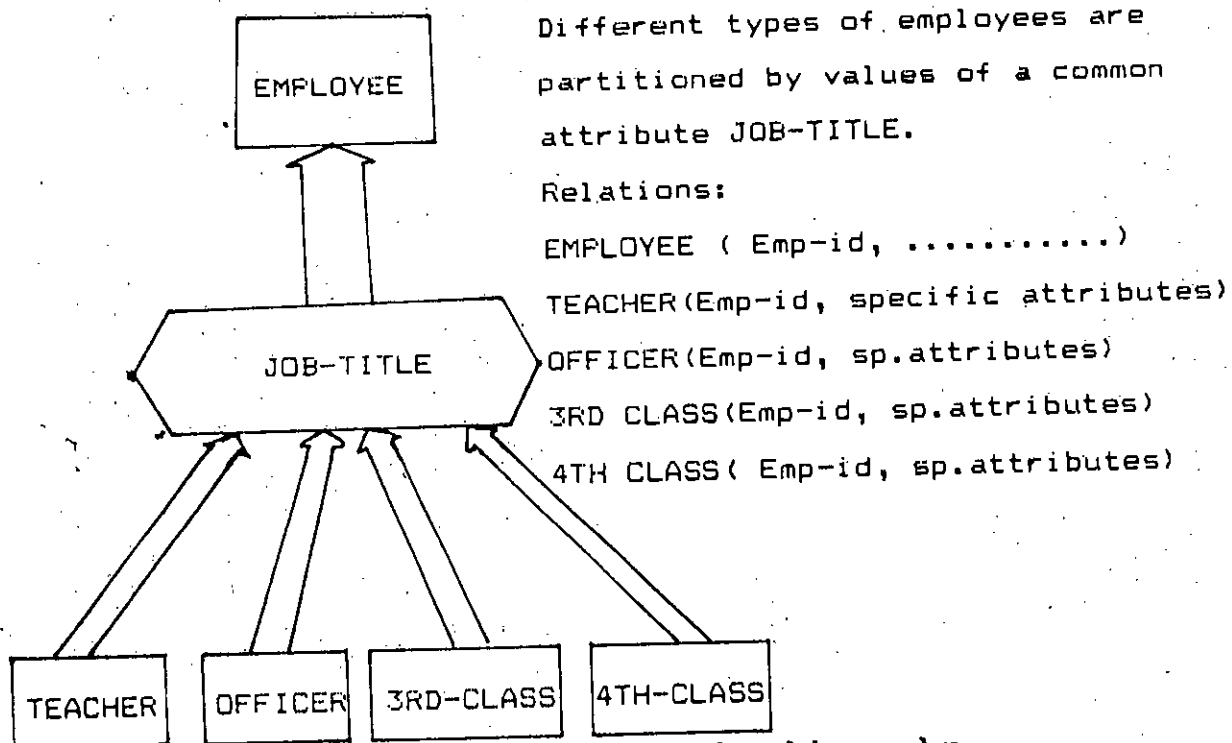 EMPLOYEE
Different types of employees are
partitioned by values of a common
attribute JOB-TITLE.
Relations:
EMPLOYEE ( Emp-id, ...........)
TEACHER(Emp-id, specific attributes)
JOB-TITLE
OFFICER(Emp-id, sp.attributes)
3RD CLASS(Emp-id, sp.attributes)
4TH CLASS( Emp-id, sp.attributes)
TEACHER
OFFICER
3RD-CLASS
4TH-CLASS